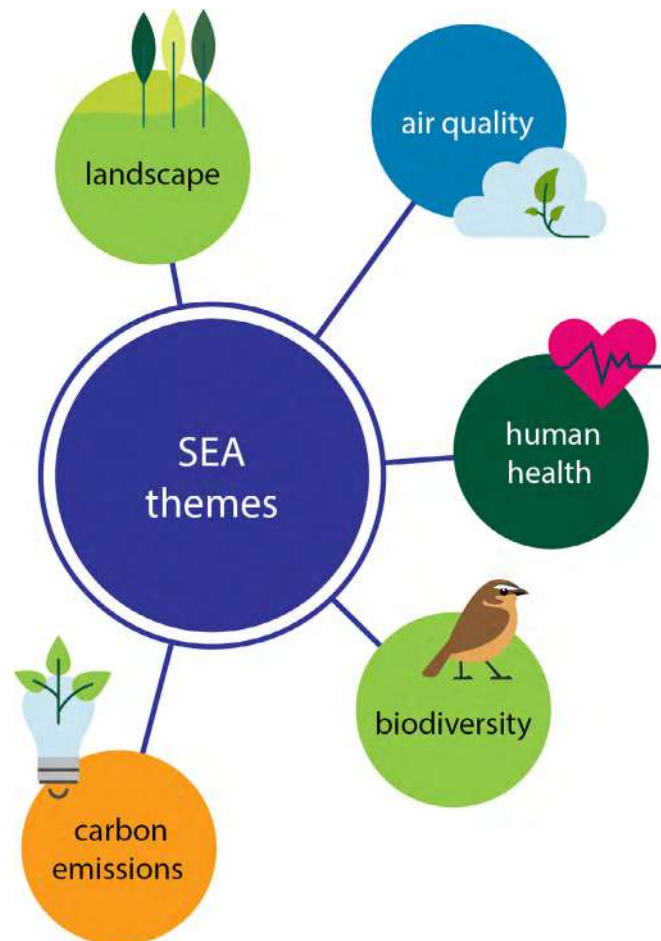 air quality
landscape
human
health
SEA
themes
biodiversity
carbon
emissions